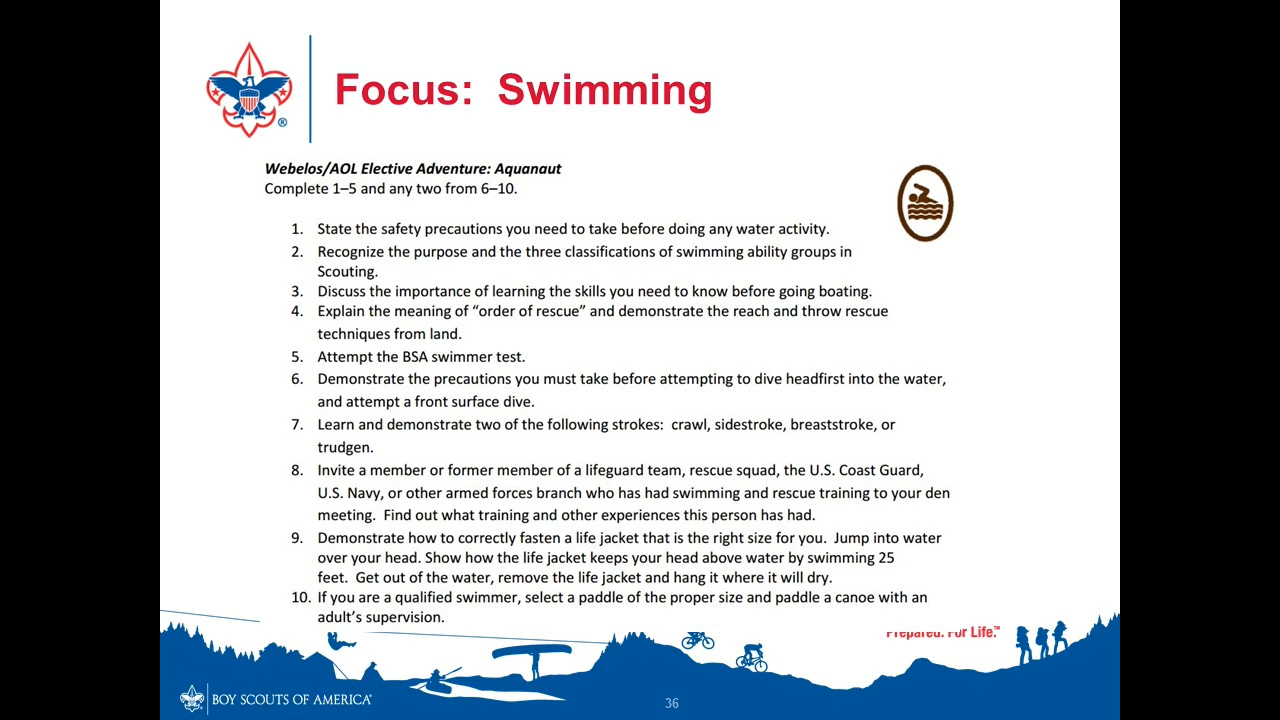 Focus:  Swimming
®
Webelos/AOL Elective Adventure: Aquanaut
Complete 1–5 and any two from 6–10.
1. State the safety precautions you need to take before doing any water activity.
2. Recognize the purpose and the three classifications of swimming ability groups in
Scouting.
3. Discuss the importance of learning the skills you need to know before going boating.
4. Explain the meaning of “order of rescue” and demonstrate the reach and throw rescue
techniques from land.
5. Attempt the BSA swimmer test.
6. Demonstrate the precautions you must take before attempting to dive headfirst into the water,
and attempt a front surface dive.
7. Learn and demonstrate two of the following strokes:  crawl, sidestroke, breaststroke, or
trudgen.
8. Invite a member or former member of a lifeguard team, rescue squad, the U.S. Coast Guard,
U.S. Navy, or other armed forces branch who has had swimming and rescue training to your den
meeting.  Find out what training and other experiences this person has had.
9. Demonstrate how to correctly fasten a life jacket that is the right size for you.  Jump into water
over your head. Show how the life jacket keeps your head above water by swimming 25
feet.  Get out of the water, remove the life jacket and hang it where it will dry.
10. If you are a qualified swimmer, select a paddle of the proper size and paddle a canoe with an
adult’s supervision.
Prepared. For Life.™
BOY SCOUTS OF AMERICA®
36